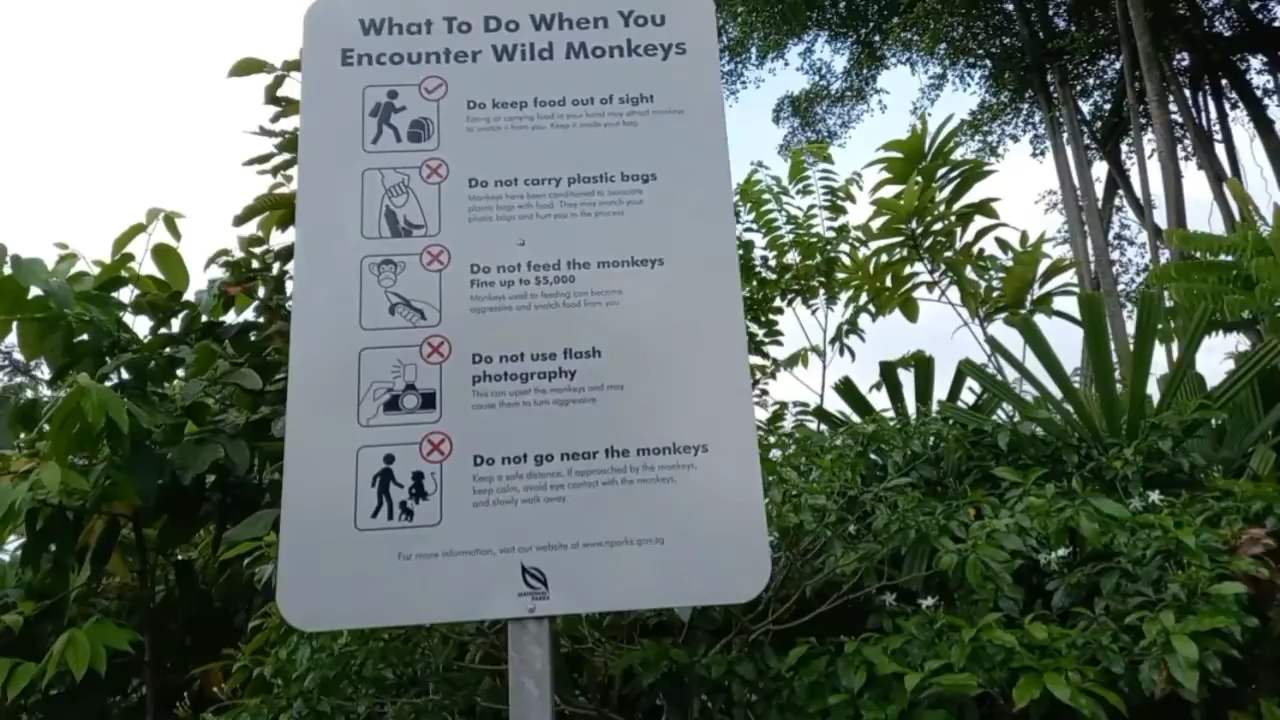 What To Do When You
Encounter Wild Monkeys
Do keep food out of sight
Eating or carrying food in your hand may attract monkeys
to snatch it from you. Keep it inside your bag.
Do not carry plastic bags
Monkeys have been conditioned to associate
plastic bags with food. They may snatch your
plastic bags and hurt you in the process.
Do not feed the monkeys
Fine up to $5,000
Monkeys used to feeding can become
aggressive and snatch food from you.
Do not use flash
photography
This can upset the monkeys and may
cause them to turn aggressive.
Do not go near the monkeys
Keep a safe distance. If approached by the monkeys,
keep calm, avoid eye contact with the monkeys,
and slowly walk away.
For more information, visit our website at www.nparks.gov.sg
NATIONAL
PARKS